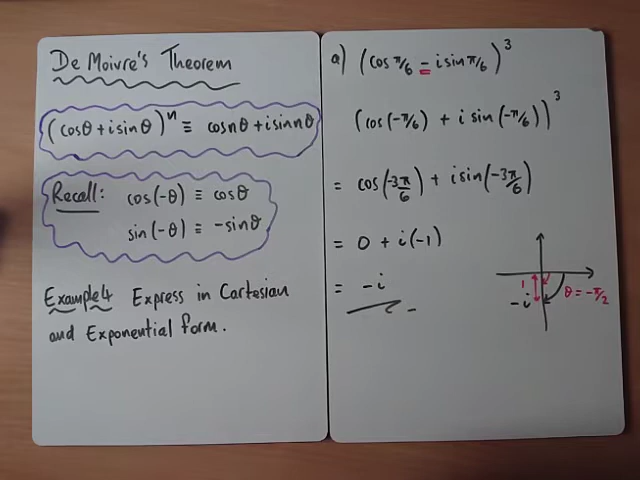 De Moivre's Theorem
(cosθ + isinθ)ⁿ ≡ cosnθ + isinnθ
Recall: cos(-θ) ≡ cosθ
sin(-θ) ≡ -sinθ
Example 4 Express in Cartesian
and Exponential form.
a) (cos π/6 - i sin π/6)³
(cos(-π/6) + i sin(-π/6))³
= cos(-3π/6) + isin(-3π/6)
= 0 + i(-1)
= -i
1
θ = -π/2
-i